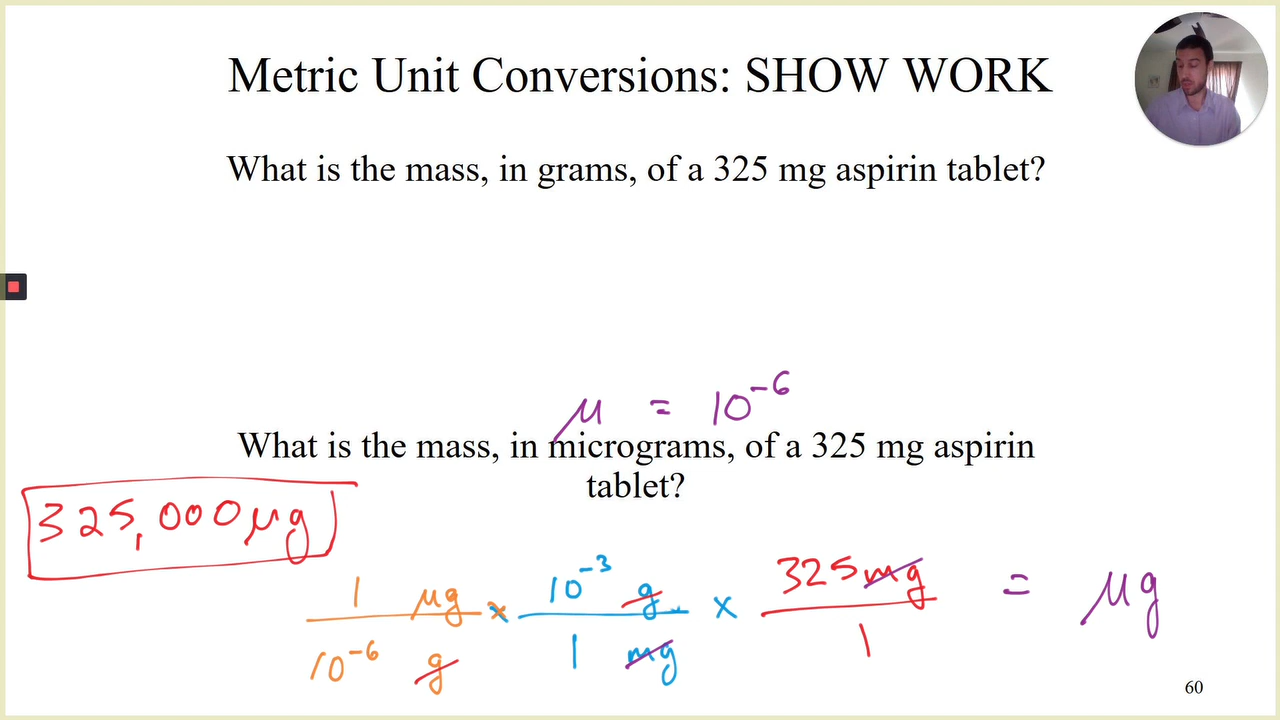 Metric Unit Conversions: SHOW WORK
What is the mass, in grams, of a 325 mg aspirin tablet?
μ = 10⁻⁶
What is the mass, in micrograms, of a 325 mg aspirin
tablet?
325,000 μg
1 μg / 10⁻⁶ g × 10⁻³ g / 1 mg × 325 mg / 1 = μg
60